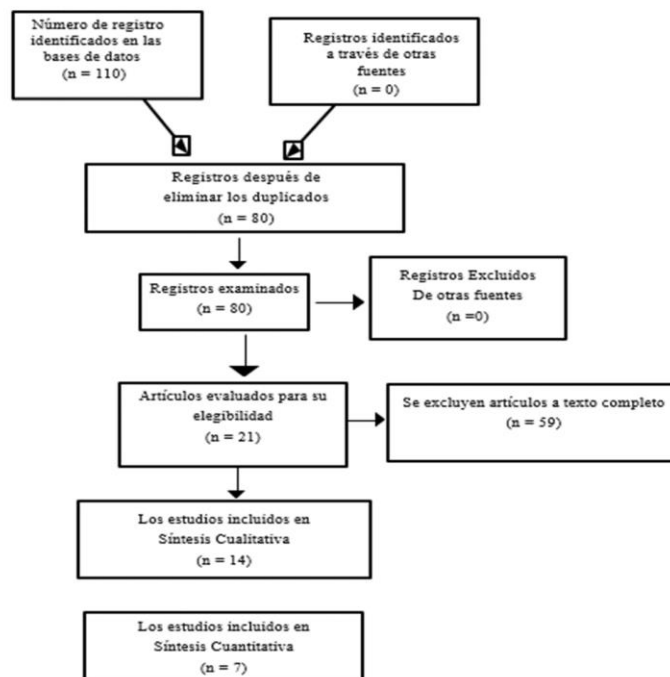 Número de registro
identificados en las
bases de datos
(n = 110)
Registros identificados
a través de otras
fuentes
(n = 0)
Registros después de
eliminar los duplicados
(n = 80)
Registros examinados
(n = 80)
Registros Excluidos
De otras fuentes
(n =0)
Artículos evaluados para su
elegibilidad
(n = 21)
Se excluyen artículos a texto completo
(n = 59)
Los estudios incluidos en
Síntesis Cualitativa
(n = 14)
Los estudios incluidos en
Síntesis Cuantitativa
(n = 7)